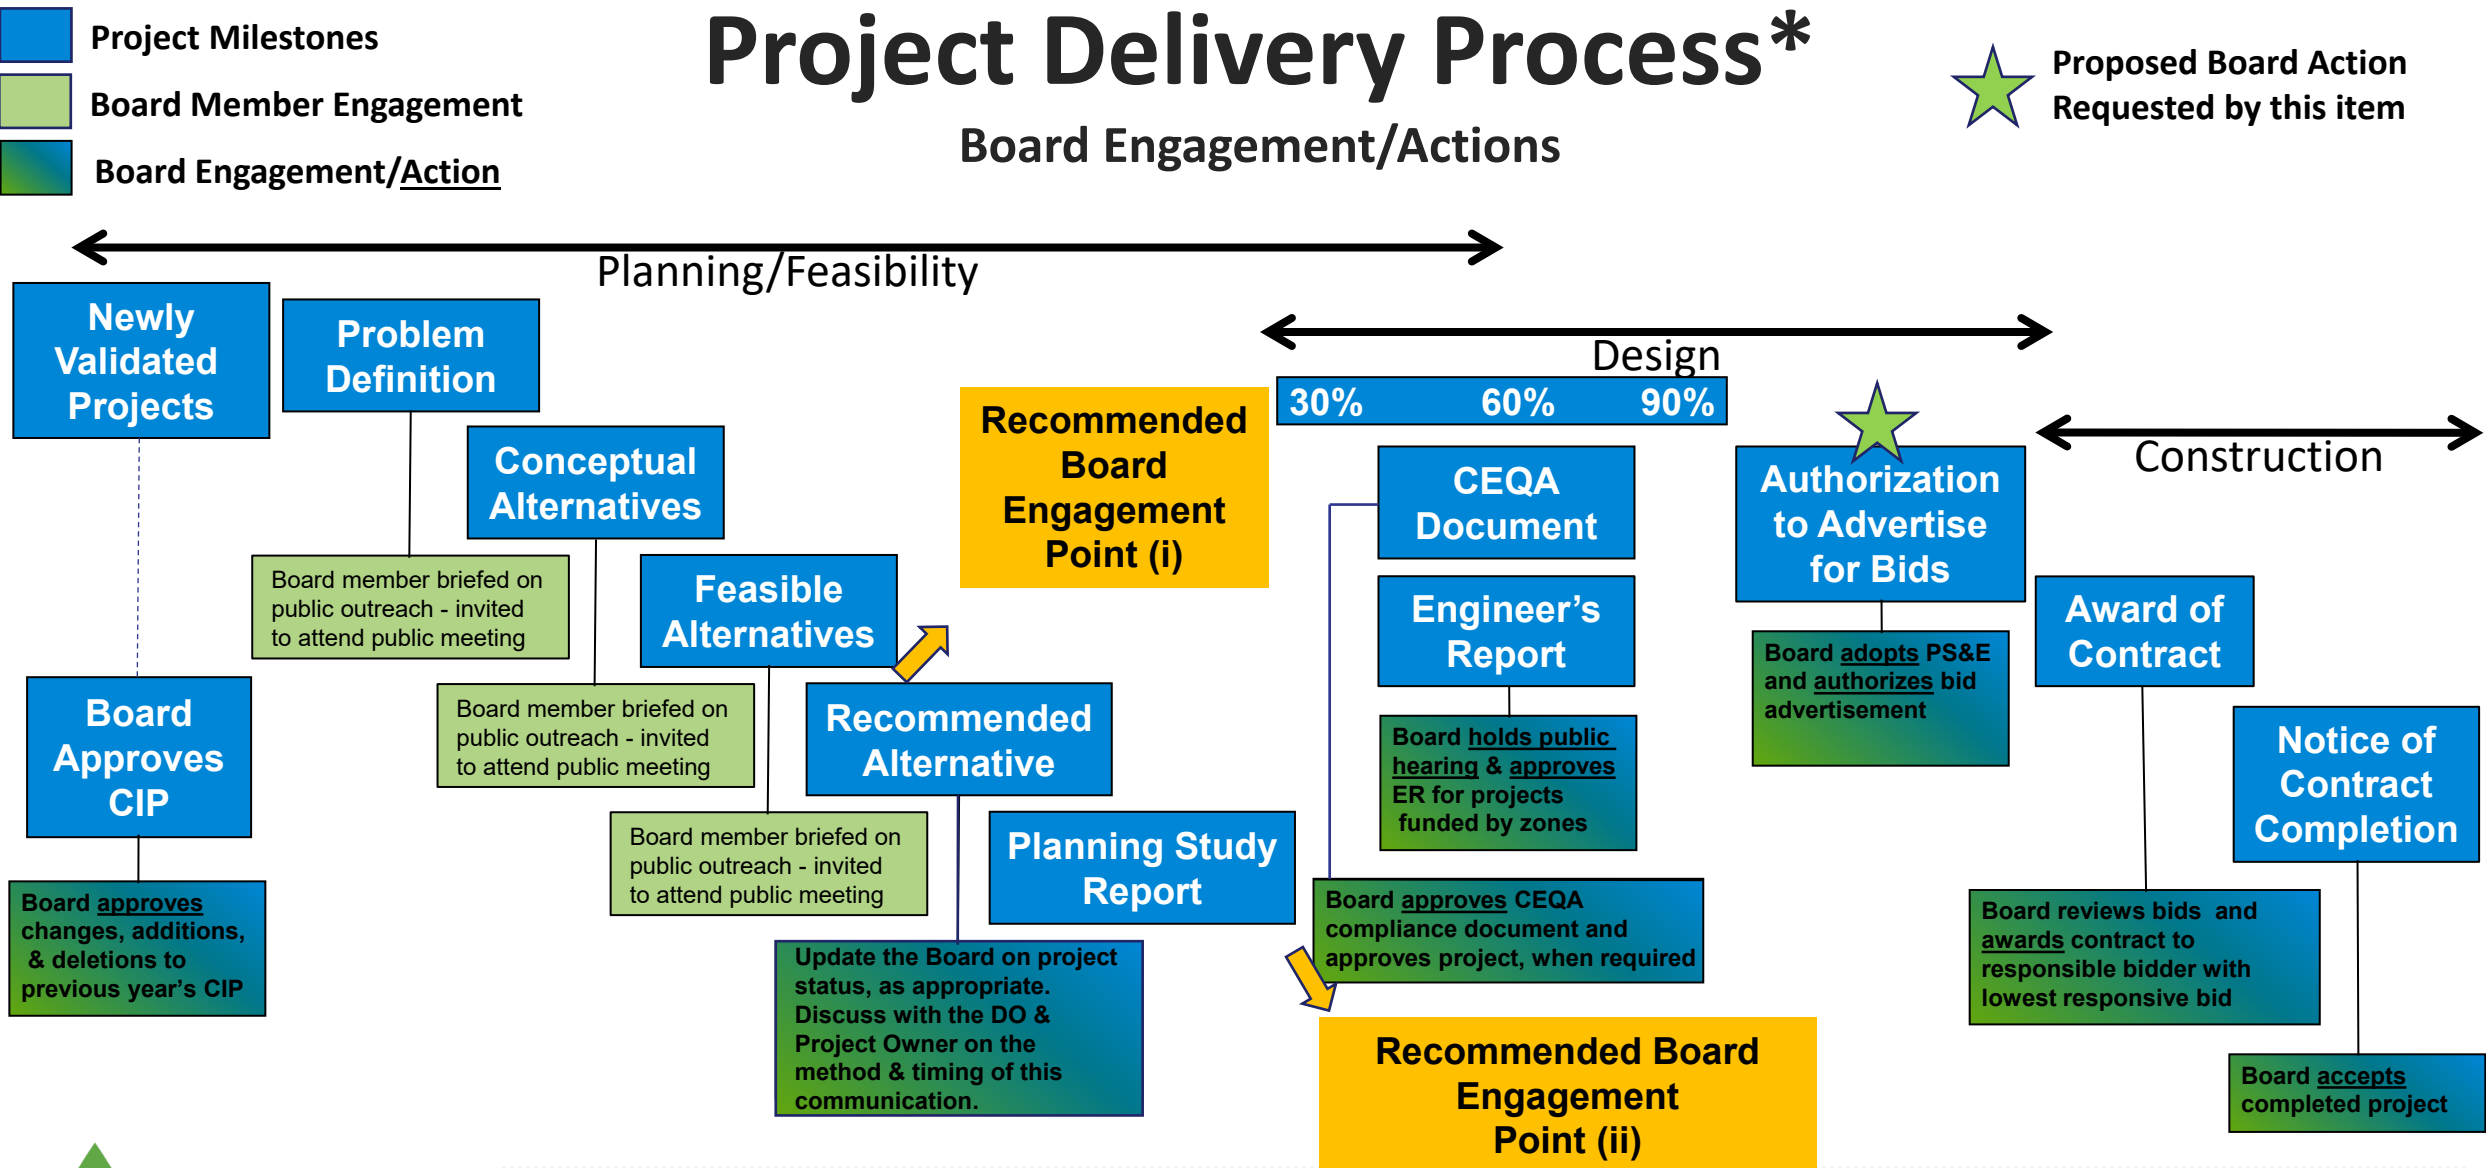 Project Milestones
Board Member Engagement
Board Engagement/Action
Project Delivery Process*
Board Engagement/Actions
Proposed Board Action
Requested by this item
Planning/Feasibility
Design
Construction
30% 60% 90%
Newly
Validated
Projects
Problem
Definition
Conceptual
Alternatives
Feasible
Alternatives
Recommended
Alternative
Planning Study
Report
Recommended
Board
Engagement
Point (i)
CEQA
Document
Engineer's
Report
Authorization
to Advertise
for Bids
Award of
Contract
Notice of
Contract
Completion
Board
Approves
CIP
Board approves
changes, additions,
& deletions to
previous year's CIP
Board member briefed on
public outreach - invited
to attend public meeting
Board member briefed on
public outreach - invited
to attend public meeting
Board member briefed on
public outreach - invited
to attend public meeting
Update the Board on project
status, as appropriate.
Discuss with the DO &
Project Owner on the
method & timing of this
communication.
Board holds public
hearing & approves
ER for projects
funded by zones
Board approves CEQA
compliance document and
approves project, when required
Recommended Board
Engagement
Point (ii)
Board adopts PS&E
and authorizes bid
advertisement
Board reviews bids and
awards contract to
responsible bidder with
lowest responsive bid
Board accepts
completed project